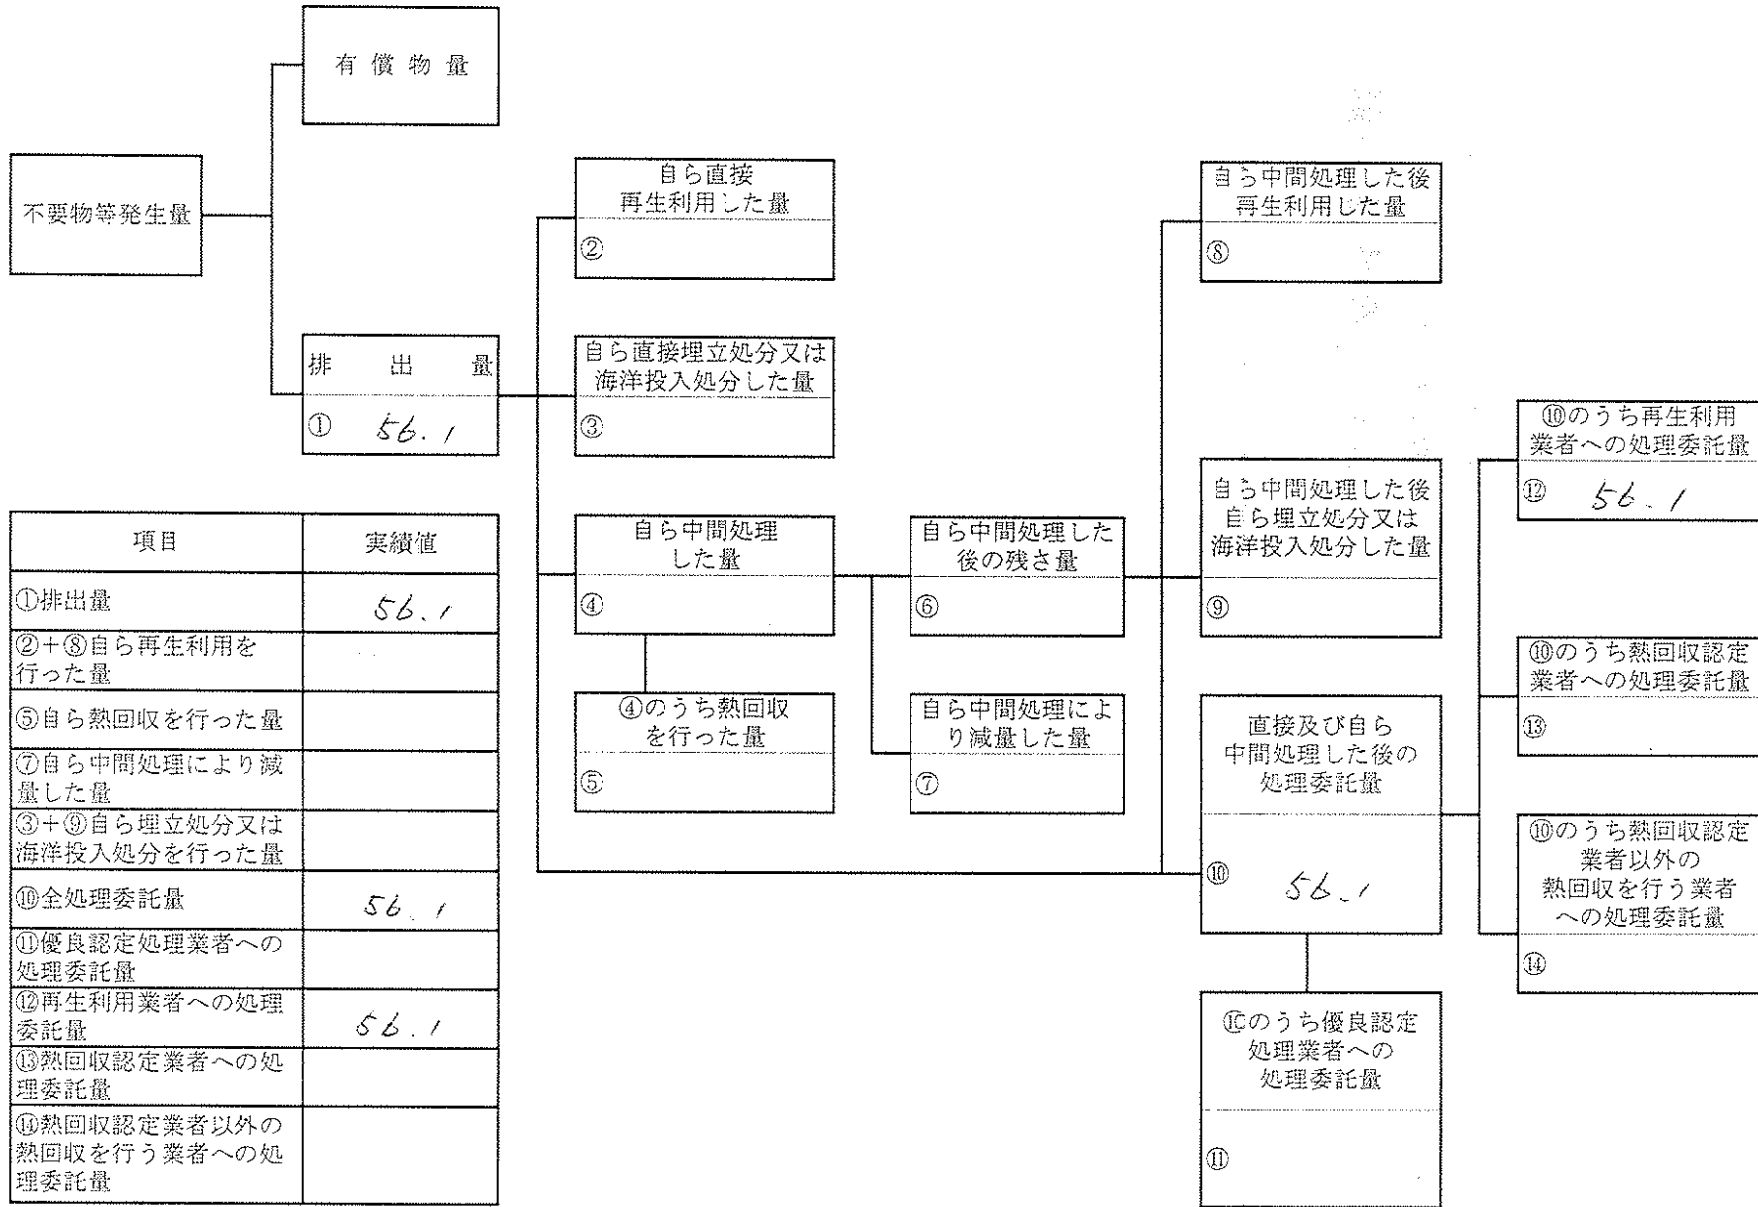 有償物量
不要物等発生量
排出量
① 56.1
自ら直接
再生利用した量
②
自ら直接埋立処分又は
海洋投入処分した量
③
自ら中間処理
した量
④
④のうち熱回収
を行った量
⑤
自ら中間処理した
後の残さ量
⑥
自ら中間処理によ
り減量した量
⑦
自ら中間処理した後
再生利用した量
⑧
自ら中間処理した後
自ら埋立処分又は
海洋投入処分した量
⑨
直接及び自ら
中間処理した後の
処理委託量
⑩ 56.1
⑩のうち優良認定
処理業者への
処理委託量
⑪
⑩のうち再生利用
業者への処理委託量
⑫ 56.1
⑩のうち熱回収認定
業者への処理委託量
⑬
⑩のうち熱回収認定
業者以外の
熱回収を行う業者
への処理委託量
⑭
項目 実績値
①排出量 56.1
②+⑧自ら再生利用を
行った量
⑤自ら熱回収を行った量
⑦自ら中間処理により減
量した量
③+⑨自ら埋立処分又は
海洋投入処分を行った量
⑩全処理委託量 56.1
⑪優良認定処理業者への
処理委託量
⑫再生利用業者への処理
委託量 56.1
⑬熱回収認定業者への処
理委託量
⑭熱回収認定業者以外の
熱回収を行う業者への処
理委託量